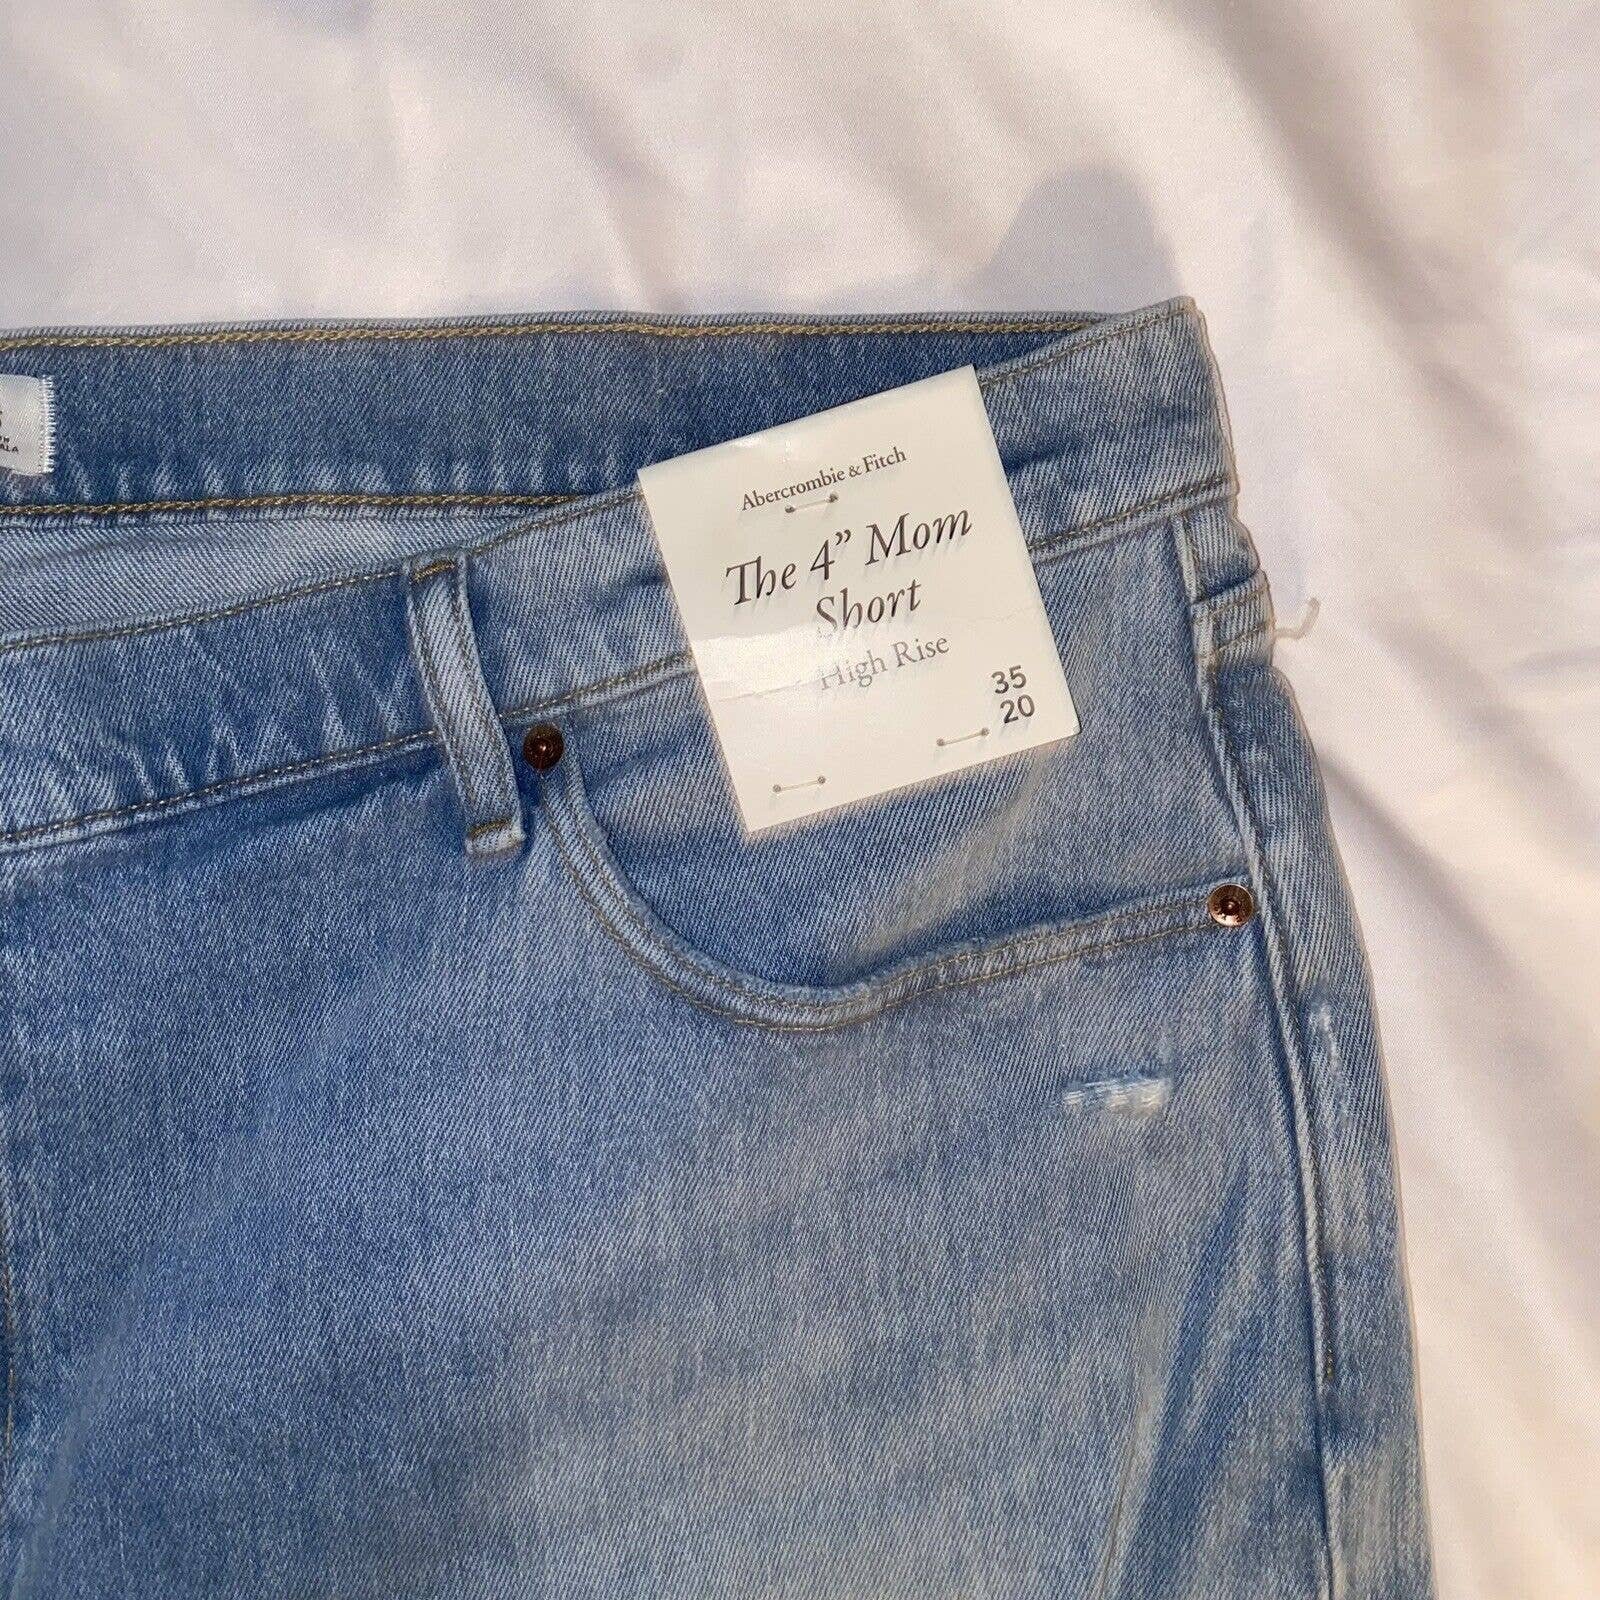 Abercrombie & Fitch
The 4” Mom
Short
High Rise
35
20